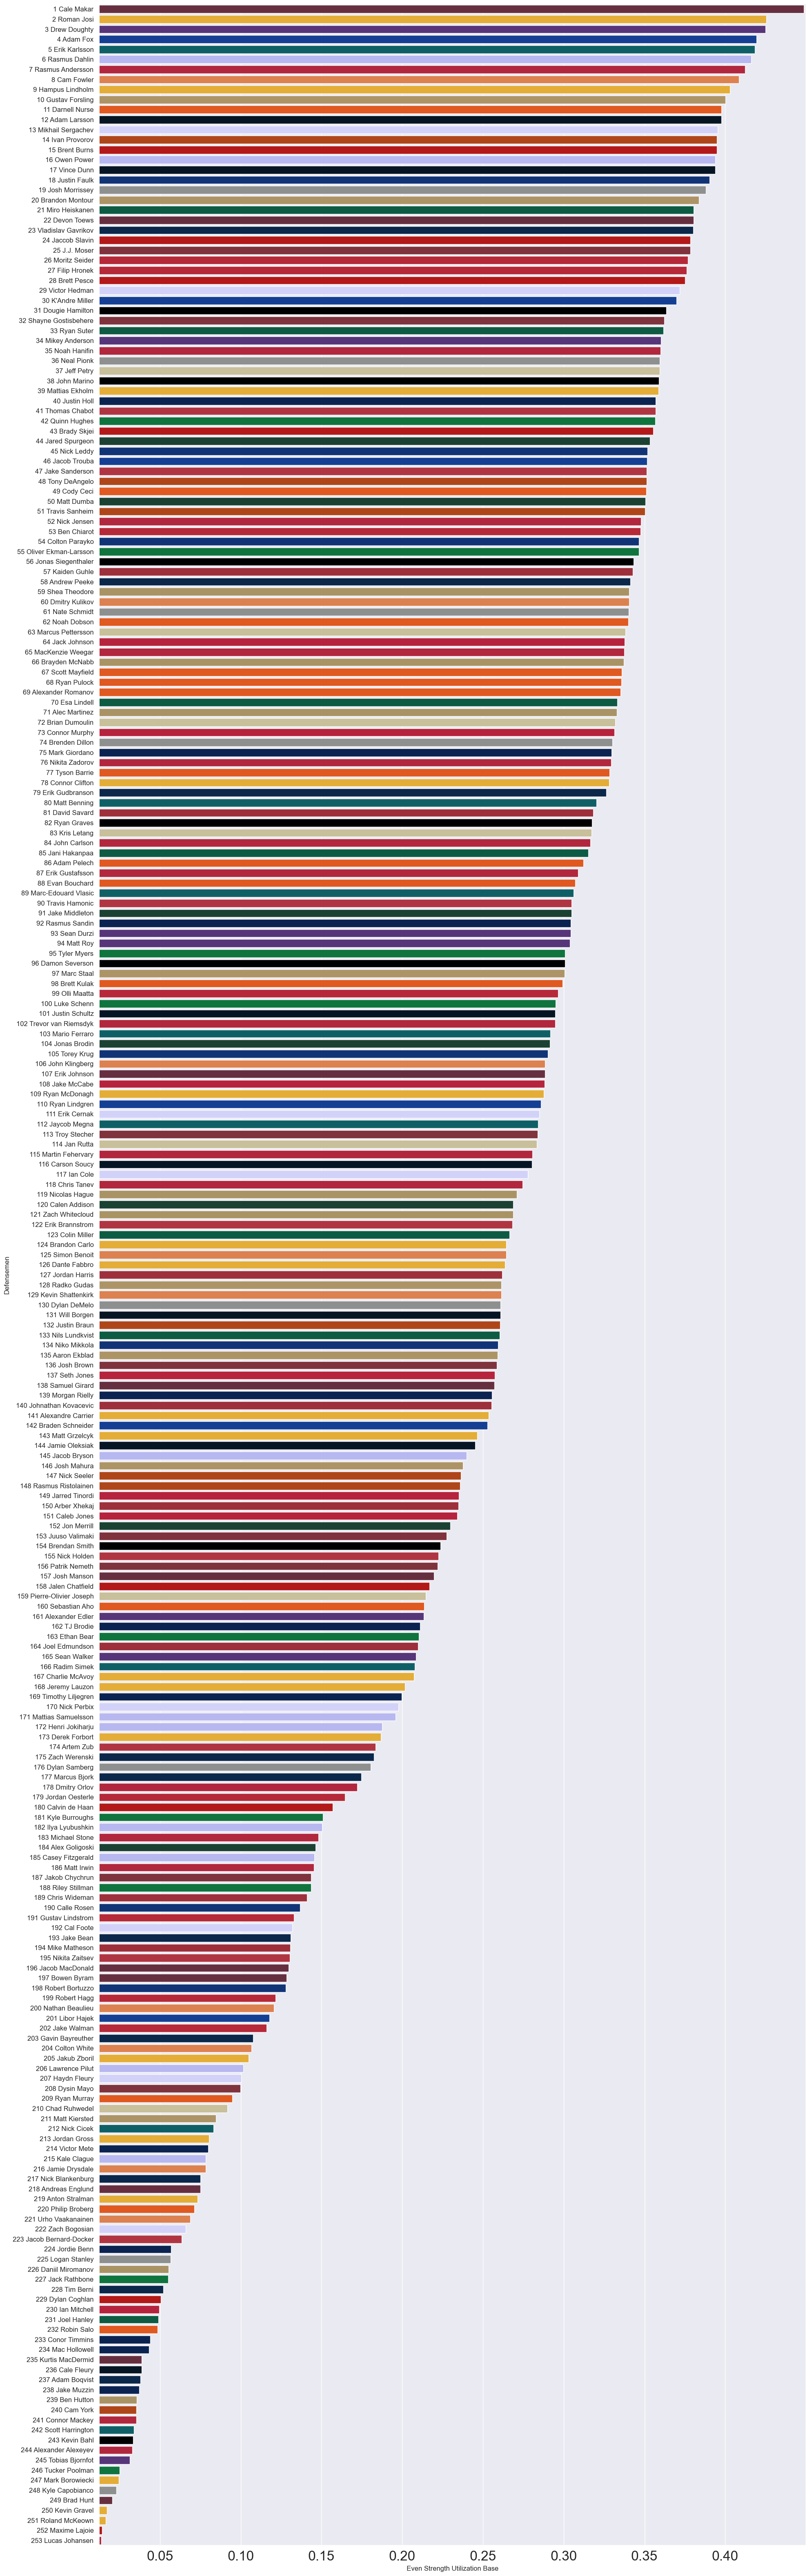 1 Cale Makar
2 Roman Josi
3 Drew Doughty
4 Adam Fox
5 Erik Karlsson
6 Rasmus Dahlin
7 Rasmus Andersson
8 Cam Fowler
9 Hampus Lindholm
10 Gustav Forsling
11 Darnell Nurse
12 Adam Larsson
13 Mikhail Sergachev
14 Ivan Provorov
15 Brent Burns
16 Owen Power
17 Vince Dunn
18 Justin Faulk
19 Josh Morrissey
20 Brandon Montour
21 Miro Heiskanen
22 Devon Toews
23 Vladislav Gavrikov
24 Jaccob Slavin
25 J.J. Moser
26 Moritz Seider
27 Filip Hronek
28 Brett Pesce
29 Victor Hedman
30 K'Andre Miller
31 Dougie Hamilton
32 Shayne Gostisbehere
33 Ryan Suter
34 Mikey Anderson
35 Noah Hanifin
36 Neal Pionk
37 Jeff Petry
38 John Marino
39 Mattias Ekholm
40 Justin Holl
41 Thomas Chabot
42 Quinn Hughes
43 Brady Skjei
44 Jared Spurgeon
45 Nick Leddy
46 Jacob Trouba
47 Jake Sanderson
48 Tony DeAngelo
49 Cody Ceci
50 Matt Dumba
51 Travis Sanheim
52 Nick Jensen
53 Ben Chiarot
54 Colton Parayko
55 Oliver Ekman-Larsson
56 Jonas Siegenthaler
57 Kaiden Guhle
58 Andrew Peeke
59 Shea Theodore
60 Dmitry Kulikov
61 Nate Schmidt
62 Noah Dobson
63 Marcus Pettersson
64 Jack Johnson
65 MacKenzie Weegar
66 Brayden McNabb
67 Scott Mayfield
68 Ryan Pulock
69 Alexander Romanov
70 Esa Lindell
71 Alec Martinez
72 Brian Dumoulin
73 Connor Murphy
74 Brenden Dillon
75 Mark Giordano
76 Nikita Zadorov
77 Tyson Barrie
78 Connor Clifton
79 Erik Gudbranson
80 Matt Benning
81 David Savard
82 Ryan Graves
83 Kris Letang
84 John Carlson
85 Jani Hakanpaa
86 Adam Pelech
87 Erik Gustafsson
88 Evan Bouchard
89 Marc-Edouard Vlasic
90 Travis Hamonic
91 Jake Middleton
92 Rasmus Sandin
93 Sean Durzi
94 Matt Roy
95 Tyler Myers
96 Damon Severson
97 Marc Staal
98 Brett Kulak
99 Olli Maatta
100 Luke Schenn
101 Justin Schultz
102 Trevor van Riemsdyk
103 Mario Ferraro
104 Jonas Brodin
105 Torey Krug
106 John Klingberg
107 Erik Johnson
108 Jake McCabe
109 Ryan McDonagh
110 Ryan Lindgren
111 Erik Cernak
112 Jaycob Megna
113 Troy Stecher
114 Jan Rutta
115 Martin Fehervary
116 Carson Soucy
117 Ian Cole
118 Chris Tanev
119 Nicolas Hague
120 Calen Addison
121 Zach Whitecloud
122 Erik Brannstrom
123 Colin Miller
124 Brandon Carlo
125 Simon Benoit
126 Dante Fabbro
127 Jordan Harris
128 Radko Gudas
129 Kevin Shattenkirk
130 Dylan DeMelo
131 Will Borgen
132 Justin Braun
133 Nils Lundkvist
134 Niko Mikkola
135 Aaron Ekblad
136 Josh Brown
137 Seth Jones
138 Samuel Girard
139 Morgan Rielly
140 Johnathan Kovacevic
141 Alexandre Carrier
142 Braden Schneider
143 Matt Grzelcyk
144 Jamie Oleksiak
145 Jacob Bryson
146 Josh Mahura
147 Nick Seeler
148 Rasmus Ristolainen
149 Jarred Tinordi
150 Arber Xhekaj
151 Caleb Jones
152 Jon Merrill
153 Juuso Valimaki
154 Brendan Smith
155 Nick Holden
156 Patrik Nemeth
157 Josh Manson
158 Jalen Chatfield
159 Pierre-Olivier Joseph
160 Sebastian Aho
161 Alexander Edler
162 TJ Brodie
163 Ethan Bear
164 Joel Edmundson
165 Sean Walker
166 Radim Simek
167 Charlie McAvoy
168 Jeremy Lauzon
169 Timothy Liljegren
170 Nick Perbix
171 Mattias Samuelsson
172 Henri Jokiharju
173 Derek Forbort
174 Artem Zub
175 Zach Werenski
176 Dylan Samberg
177 Marcus Bjork
178 Dmitry Orlov
179 Jordan Oesterle
180 Calvin de Haan
181 Kyle Burroughs
182 Ilya Lyubushkin
183 Michael Stone
184 Alex Goligoski
185 Casey Fitzgerald
186 Matt Irwin
187 Jakob Chychrun
188 Riley Stillman
189 Chris Wideman
190 Calle Rosen
191 Gustav Lindstrom
192 Cal Foote
193 Jake Bean
194 Mike Matheson
195 Nikita Zaitsev
196 Jacob MacDonald
197 Bowen Byram
198 Robert Bortuzzo
199 Robert Hagg
200 Nathan Beaulieu
201 Libor Hajek
202 Jake Walman
203 Gavin Bayreuther
204 Colton White
205 Jakub Zboril
206 Lawrence Pilut
207 Haydn Fleury
208 Dysin Mayo
209 Ryan Murray
210 Chad Ruhwedel
211 Matt Kiersted
212 Nick Cicek
213 Jordan Gross
214 Victor Mete
215 Kale Clague
216 Jamie Drysdale
217 Nick Blankenburg
218 Andreas Englund
219 Anton Stralman
220 Philip Broberg
221 Urho Vaakanainen
222 Zach Bogosian
223 Jacob Bernard-Docker
224 Jordie Benn
225 Logan Stanley
226 Daniil Miromanov
227 Jack Rathbone
228 Tim Berni
229 Dylan Coghlan
230 Ian Mitchell
231 Joel Hanley
232 Robin Salo
233 Conor Timmins
234 Mac Hollowell
235 Kurtis MacDermid
236 Cale Fleury
237 Adam Boqvist
238 Jake Muzzin
239 Ben Hutton
240 Cam York
241 Connor Mackey
242 Scott Harrington
243 Kevin Bahl
244 Alexander Alexeyev
245 Tobias Bjornfot
246 Tucker Poolman
247 Mark Borowiecki
248 Kyle Capobianco
249 Brad Hunt
250 Kevin Gravel
251 Roland McKeown
252 Maxime Lajoie
253 Lucas Johansen
Defensemen
0.05 0.10 0.15 0.20 0.25 0.30 0.35 0.40
Even Strength Utilization Base